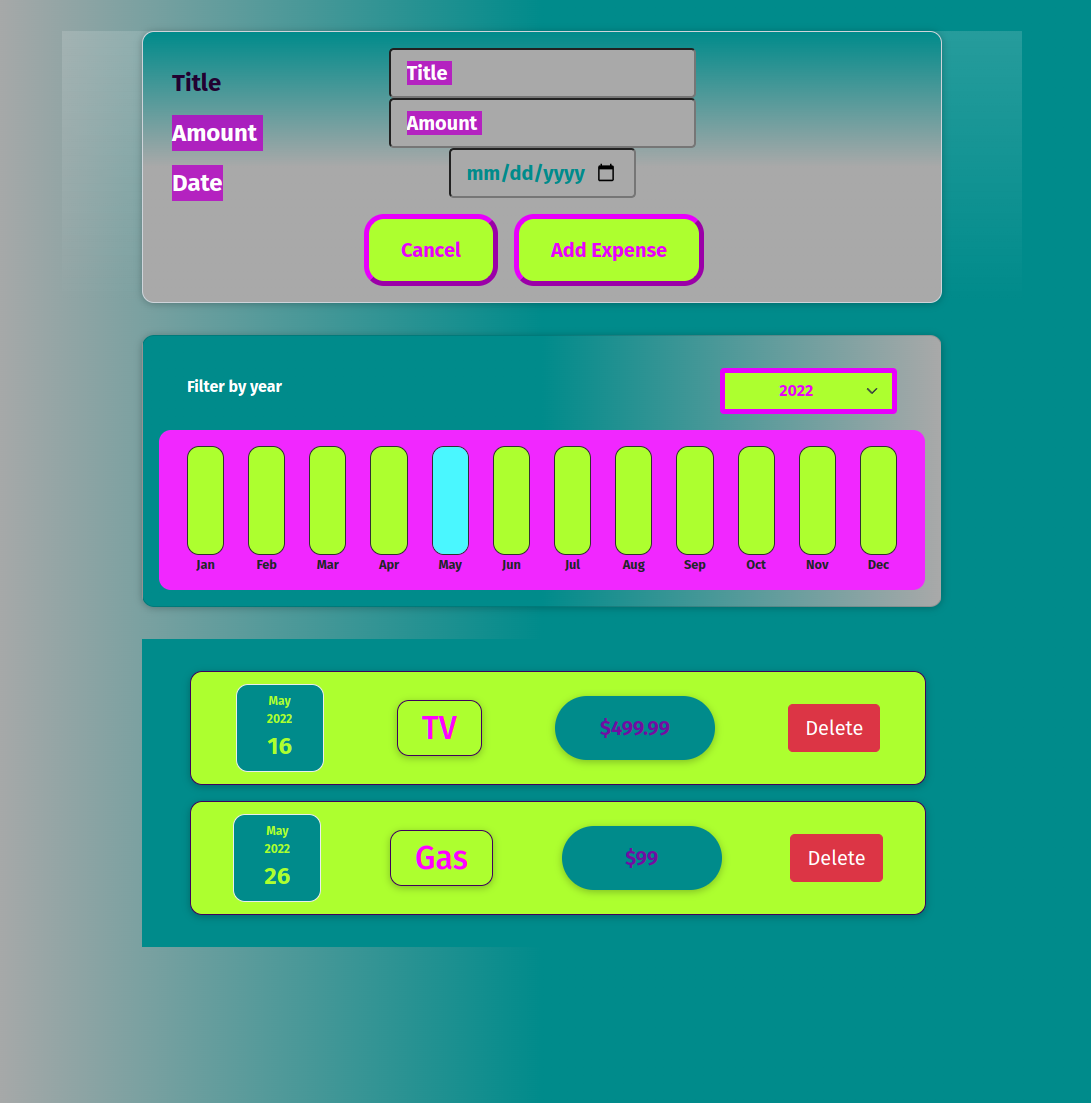 Title
Title
Amount
Amount
Date
mm/dd/yyyy
Cancel
Add Expense
Filter by year
2022
Jan Feb Mar Apr May Jun Jul Aug Sep Oct Nov Dec
May
2022
16
TV
$499.99
Delete
May
2022
26
Gas
$99
Delete